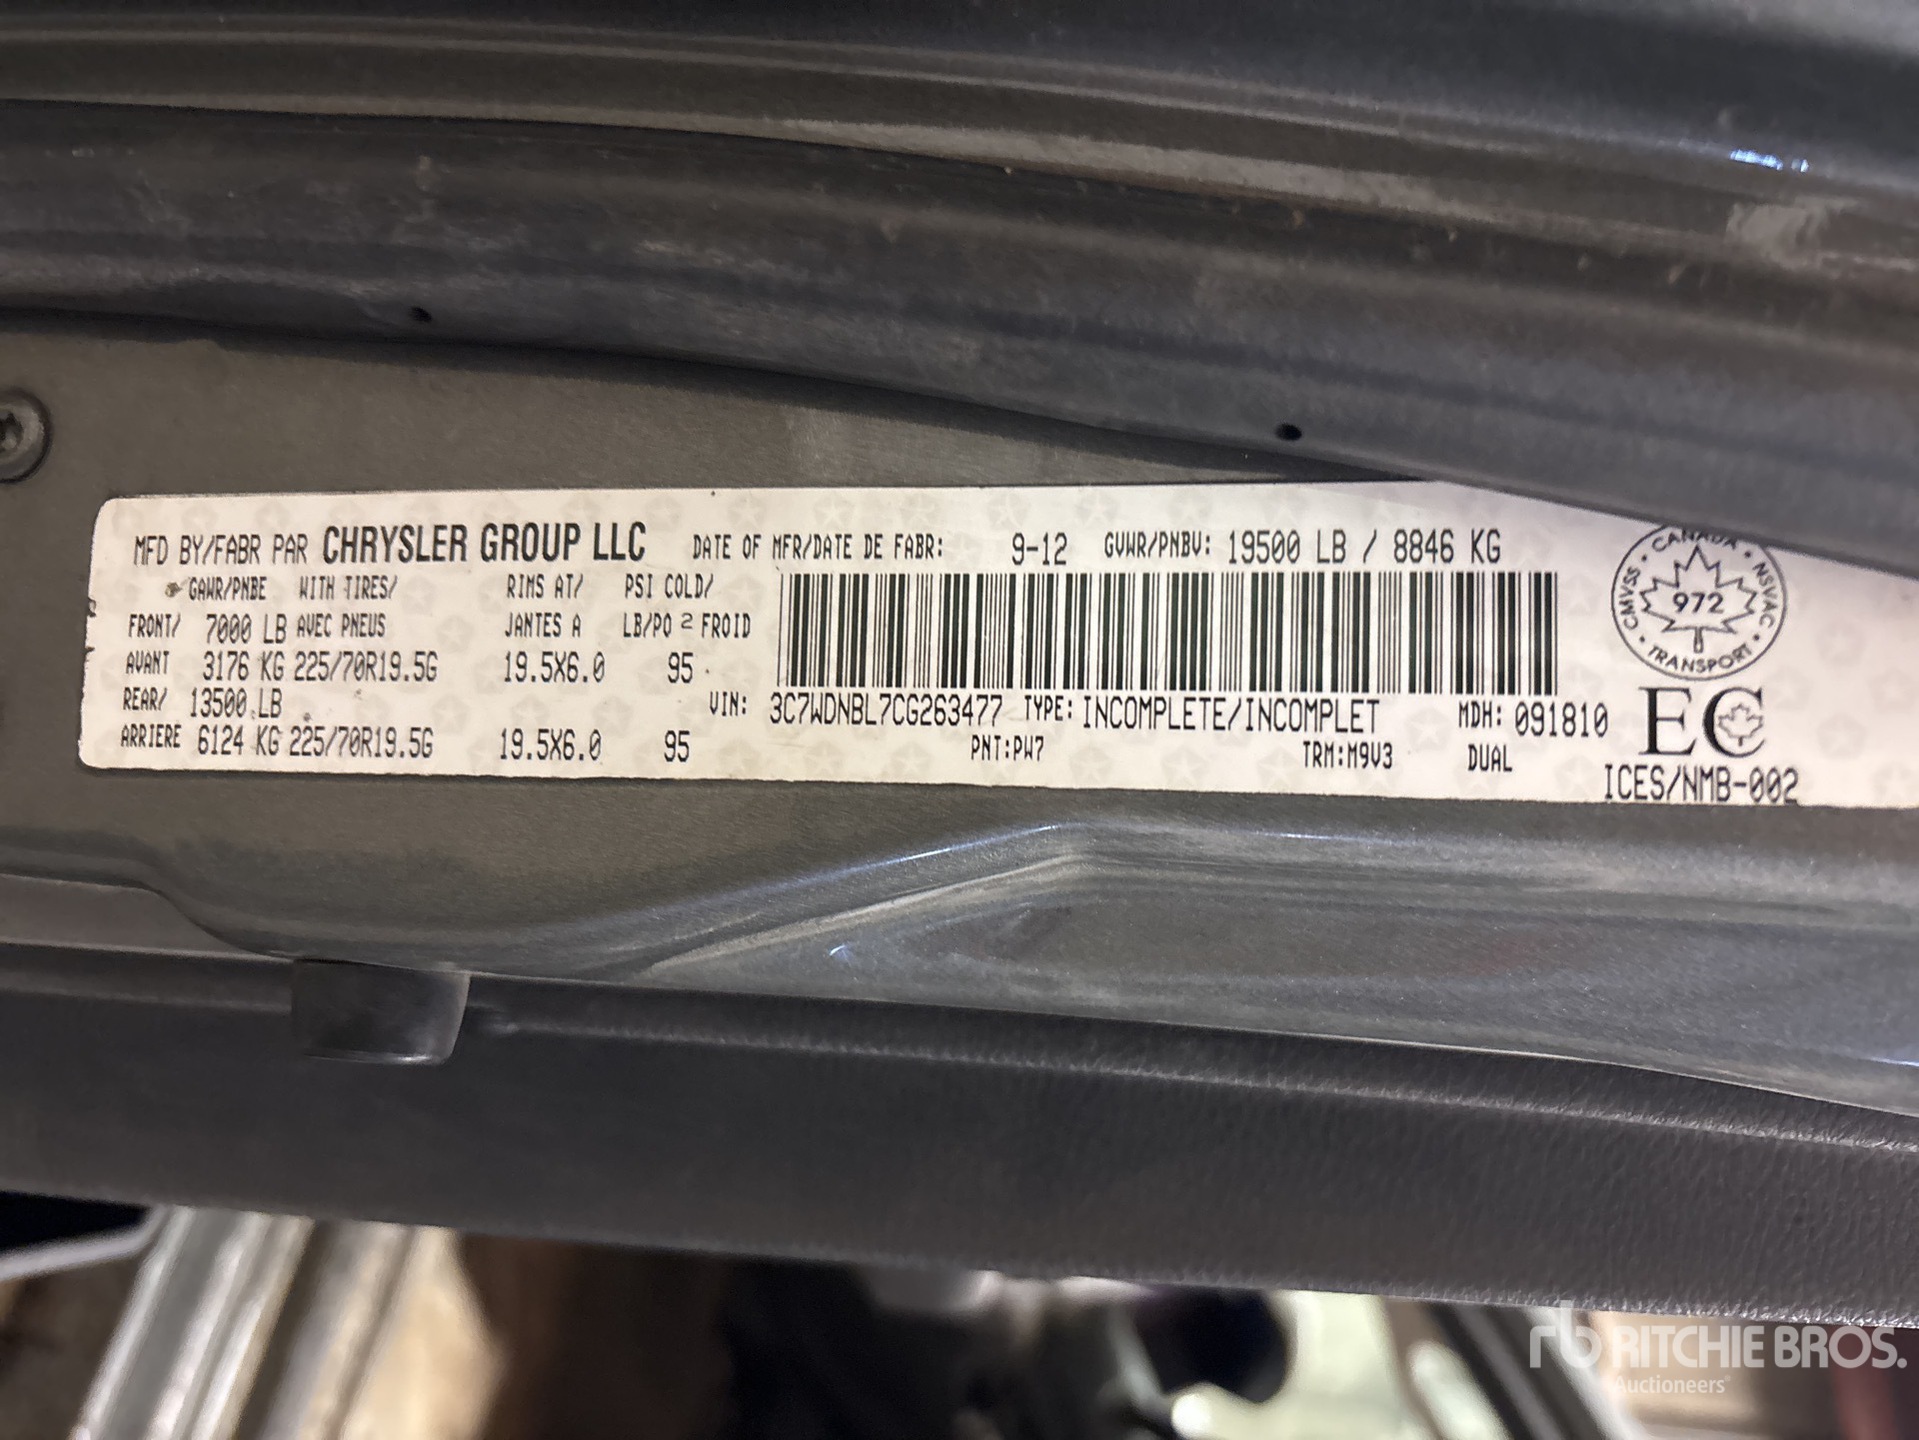 MFD BY/FABR PAR CHRYSLER GROUP LLC DATE OF MFR/DATE DE FABR: 9-12 GVWR/PNBV: 19500 LB / 8846 KG
GAWR/PNBE WITH TIRES/ RIMS AT/ PSI COLD/
FRONT/ 7000 LB AVEC PNEUS JANTES A LB/PO 2 FROID
AVANT 3176 KG 225/70R19.5G 19.5X6.0 95
REAR/ 13500 LB
VIN: 3C7WDNBL7CG263477 TYPE: INCOMPLETE/INCOMPLET MDH: 091810
ARRIERE 6124 KG 225/70R19.5G 19.5X6.0 95 PNT:PW7 TRM:M9V3 DUAL
CANADA
CMVSS 972 NSVAC
TRANSPORT
EC
ICES/NMB-002
rb RITCHIE BROS.
Auctioneers